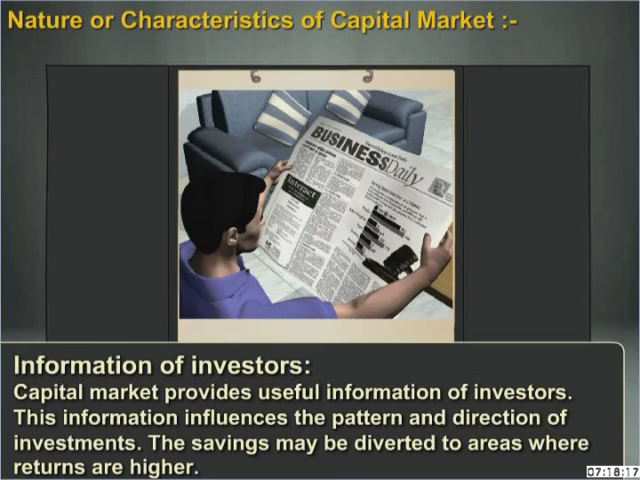 Nature or Characteristics of Capital Market :-
BUSINESS Daily
Interact
Information of investors:
Capital market provides useful information of investors.
This information influences the pattern and direction of
investments. The savings may be diverted to areas where
returns are higher.
07:18:17